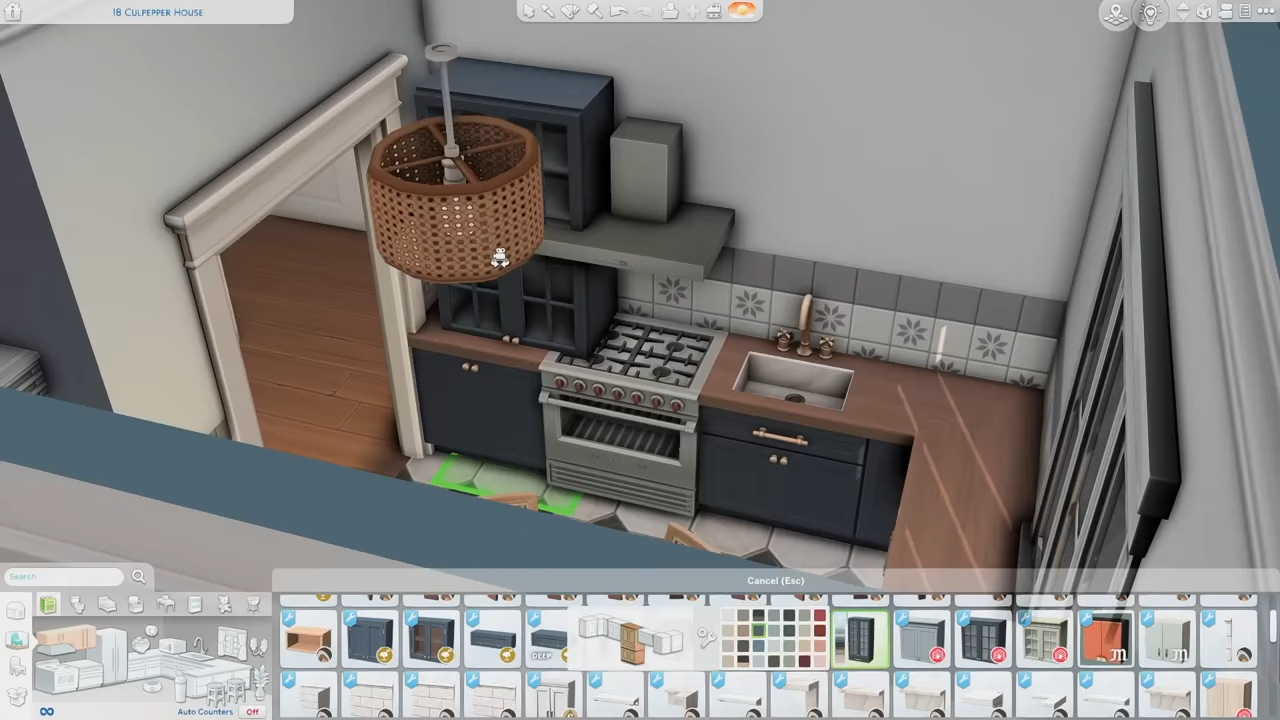 18 Culpepper House
Cancel (Esc)
Search
DEEP
m
m
Auto Counters
Off